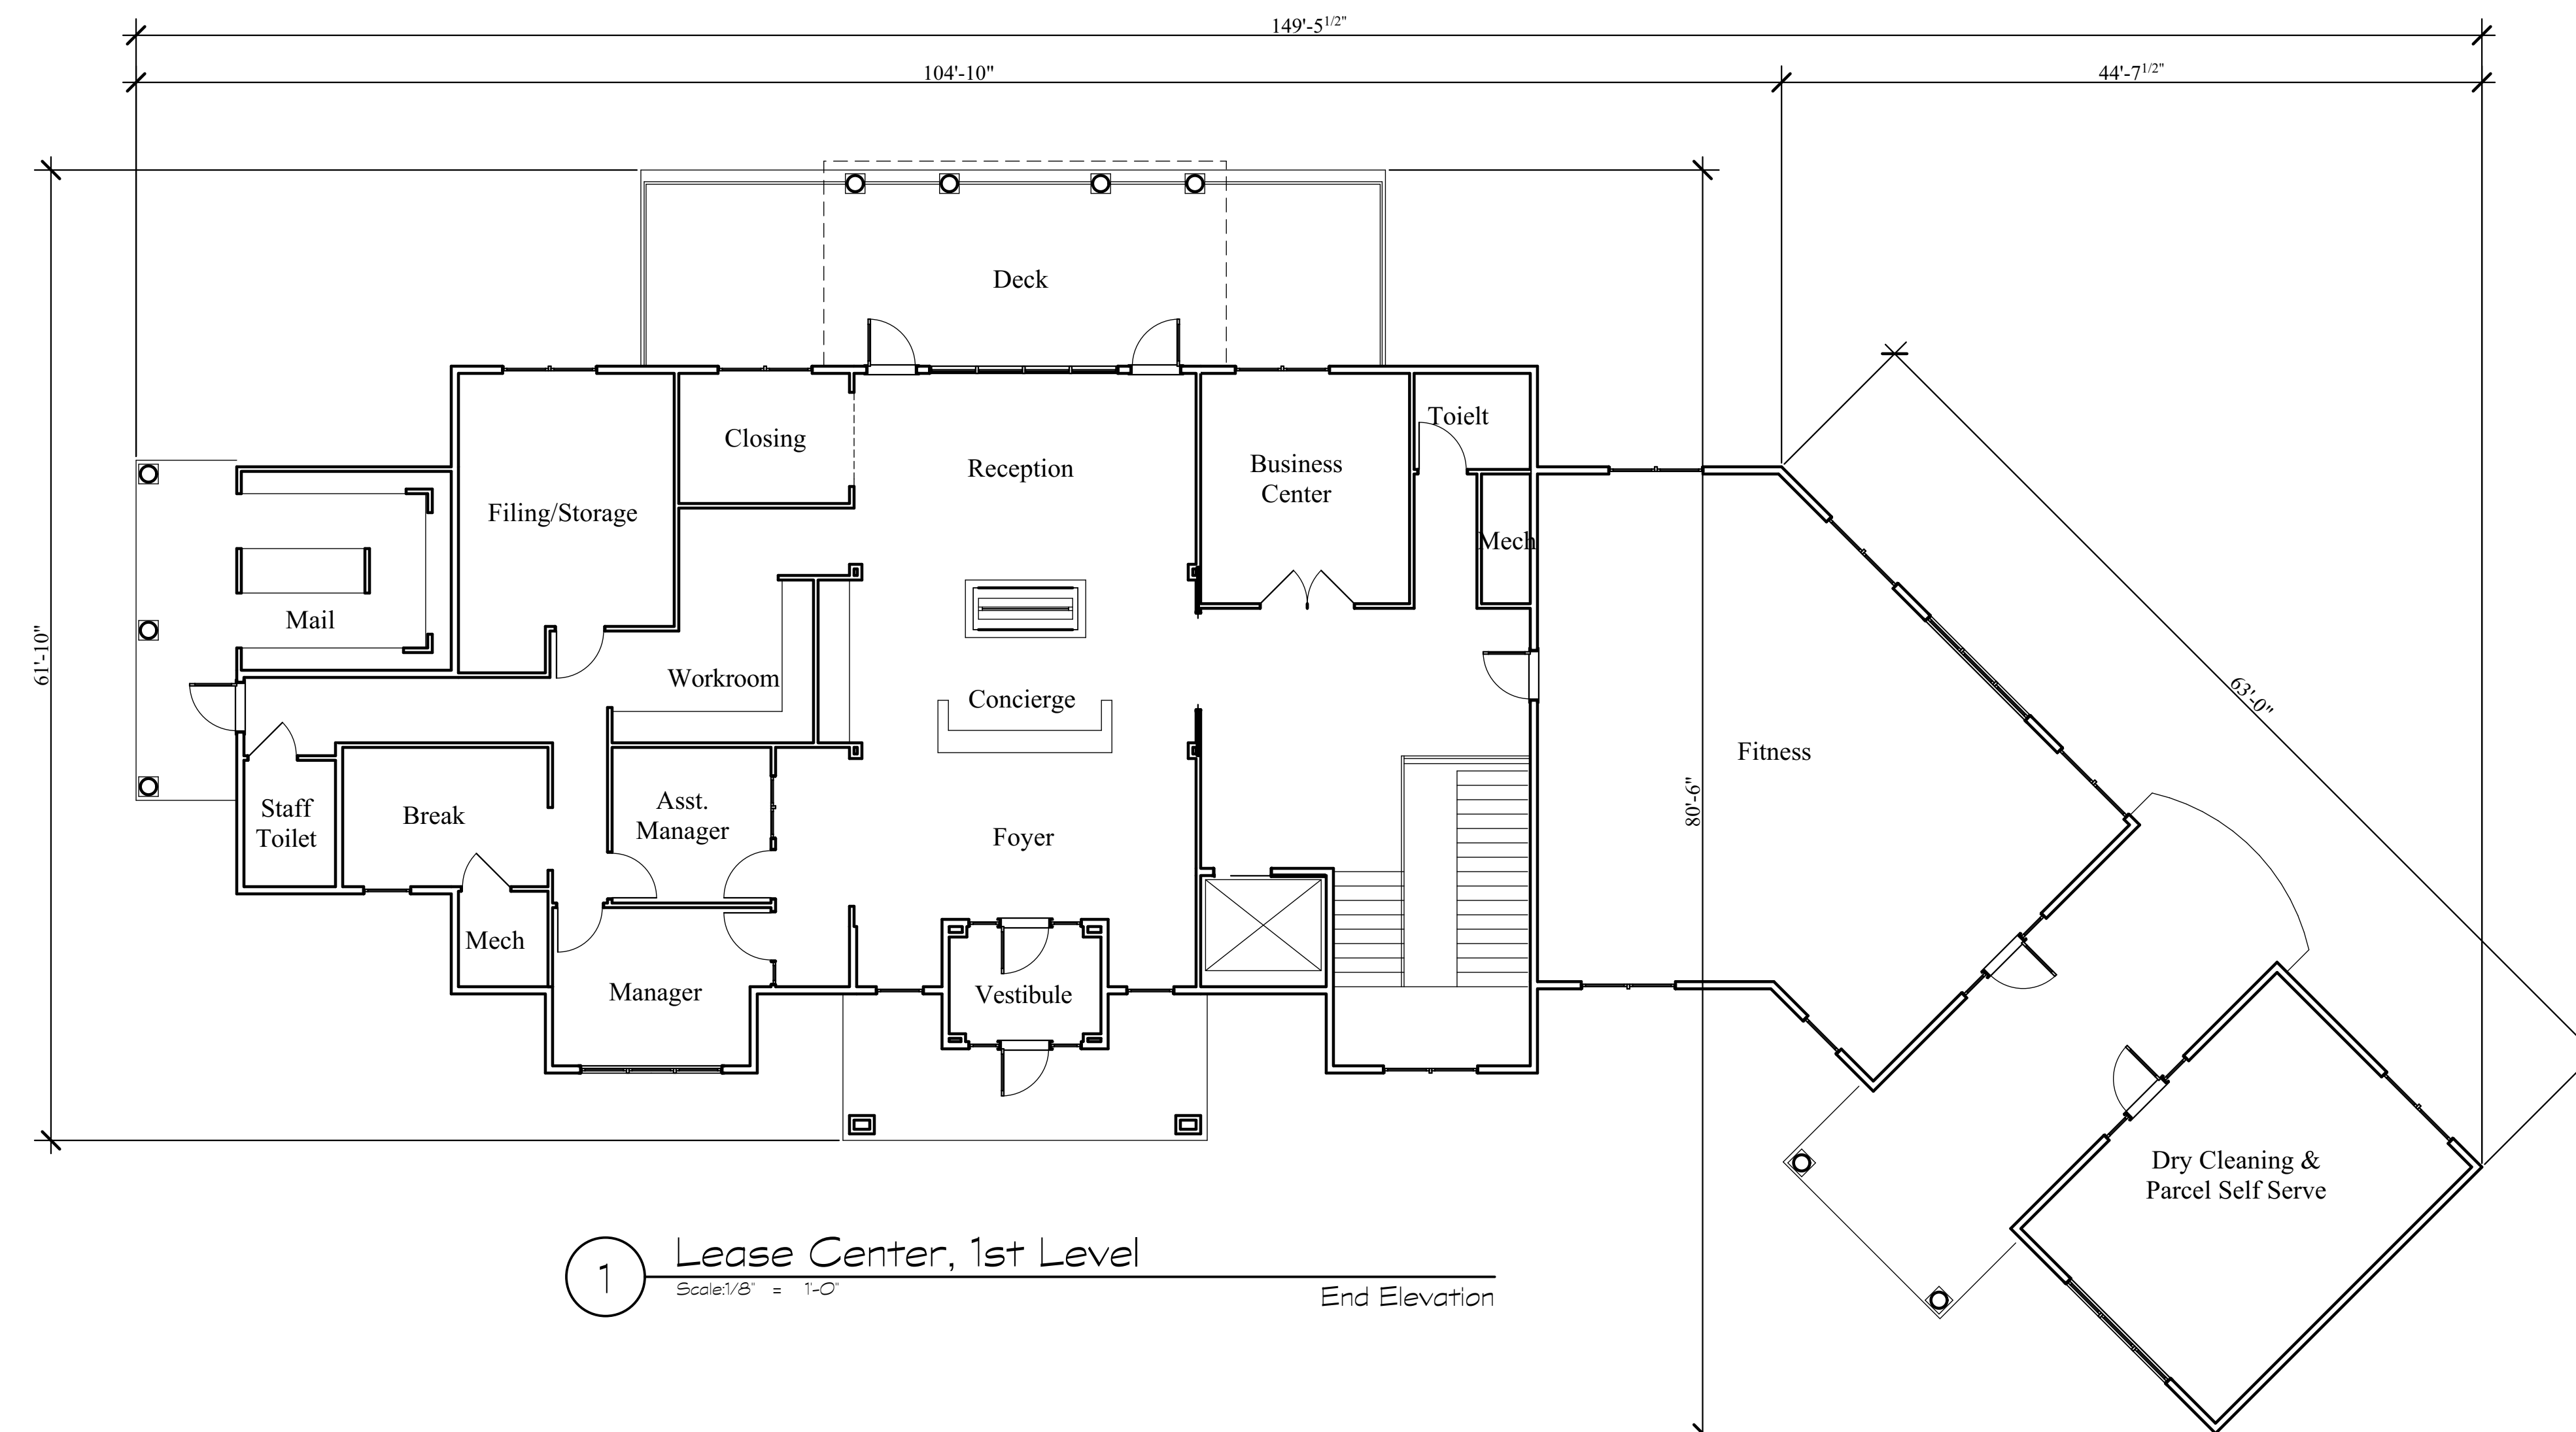 149'-5 1/2"
104'-10"
44'-7 1/2"
Deck
Toielt
Closing
Reception
Business
Center
Filing/Storage
Mech
Mail
61'-10"
Workroom
Concierge
63'-0"
Fitness
80'-6"
Staff
Toilet
Break
Asst.
Manager
Foyer
Mech
Manager
Vestibule
Dry Cleaning &
Parcel Self Serve
1
Lease Center, 1st Level
Scale:1/8" = 1'-0"
End Elevation